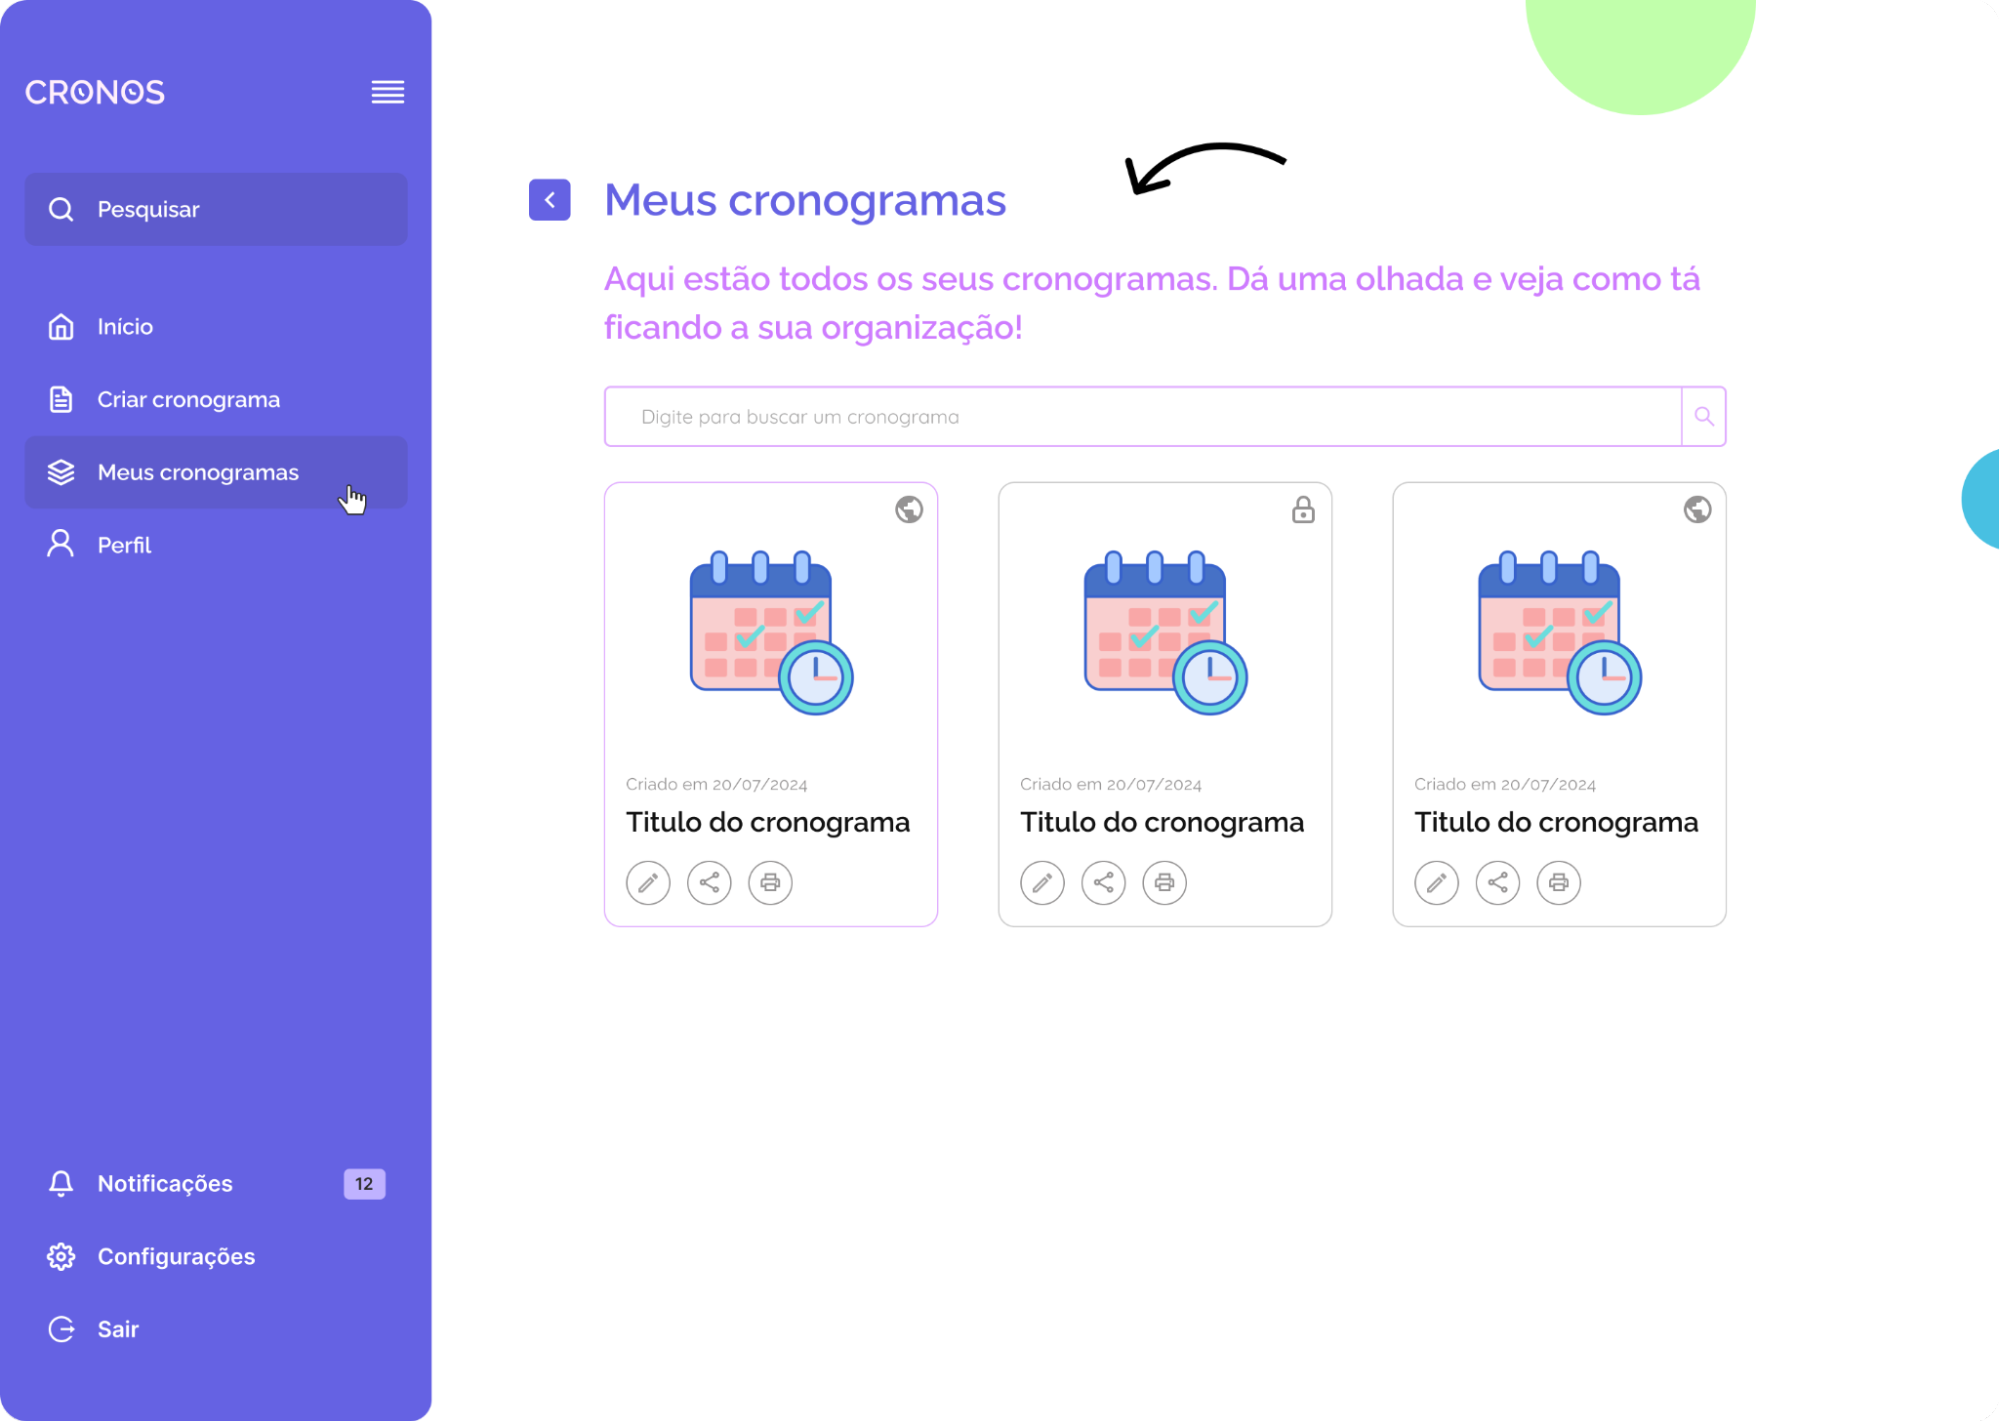 CRONOS
Pesquisar
Início
Criar cronograma
Meus cronogramas
Perfil
Notificações 12
Configurações
Sair
Meus cronogramas
Aqui estão todos os seus cronogramas. Dá uma olhada e veja como tá
ficando a sua organização!
Digite para buscar um cronograma
Criado em 20/07/2024
Titulo do cronograma
Criado em 20/07/2024
Titulo do cronograma
Criado em 20/07/2024
Titulo do cronograma